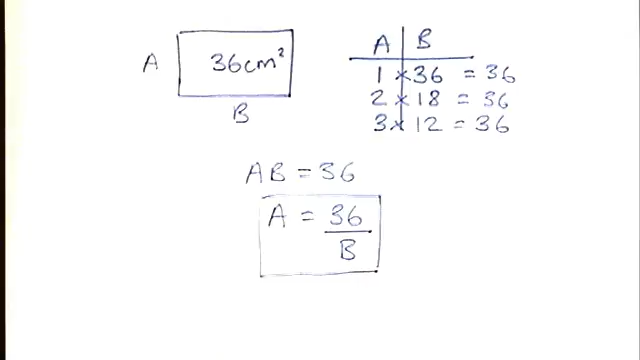 A 36cm²
B
A B
1 × 36 = 36
2 × 18 = 36
3 × 12 = 36
AB = 36
A = 36/B